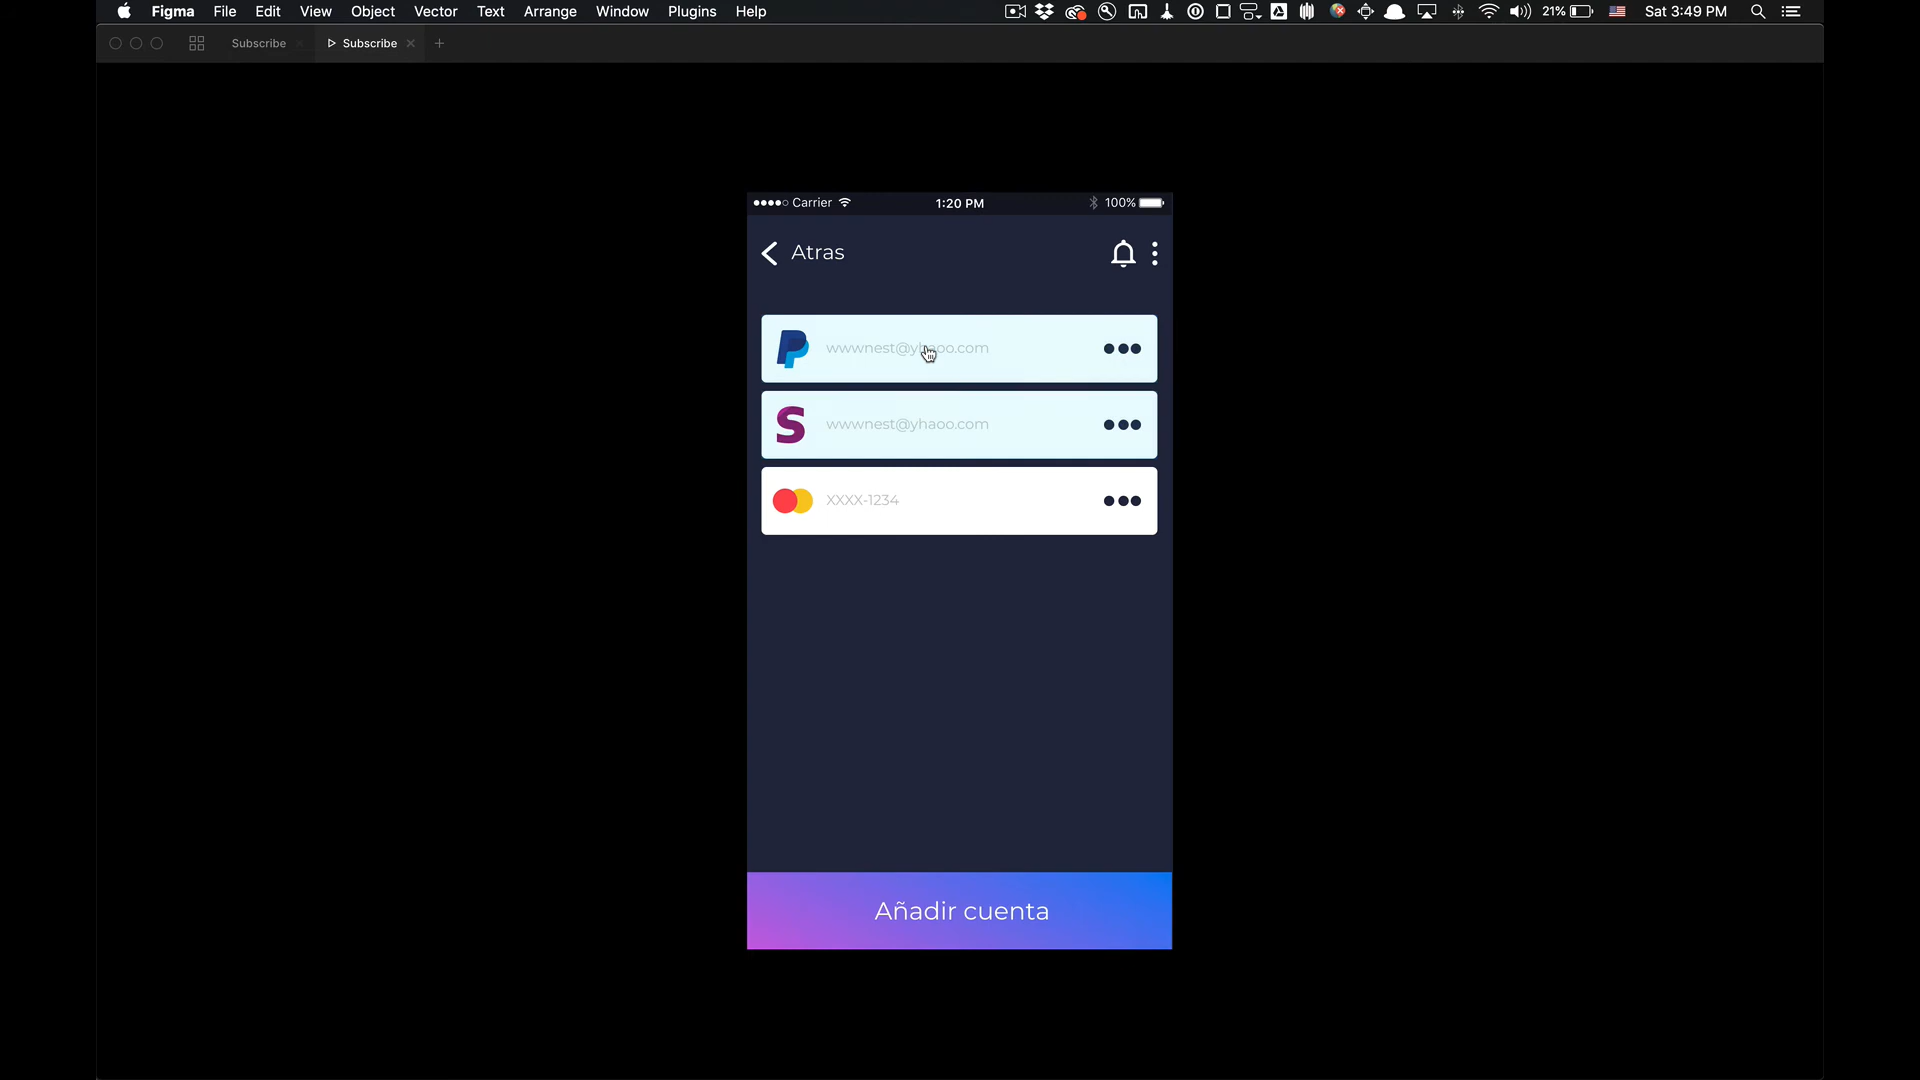 Figma File Edit View Object Vector Text Arrange Window Plugins Help 21% Sat 3:49 PM
Subscribe Subscribe
Carrier 1:20 PM 100%
Atras
wwwnest@yhaoo.com
wwwnest@yhaoo.com
XXXX-1234
Añadir cuenta